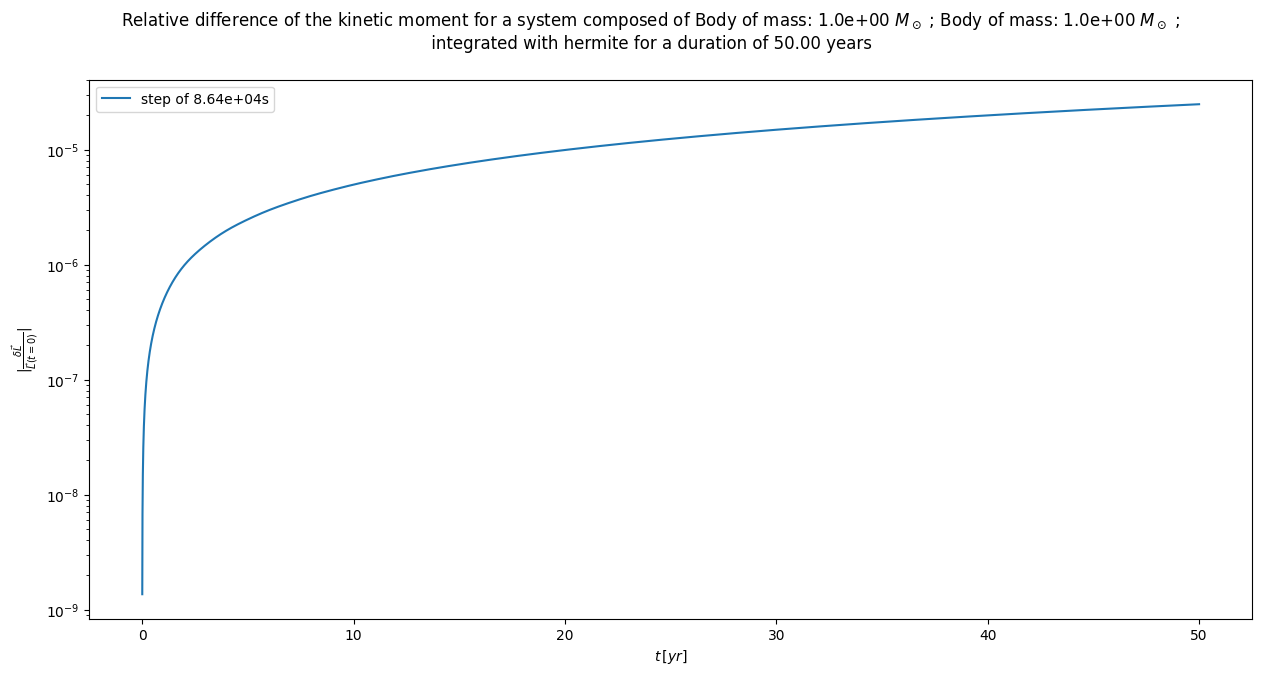 Relative difference of the kinetic moment for a system composed of Body of mass: 1.0e+00 $M_\odot$ ; Body of mass: 1.0e+00 $M_\odot$ ;
integrated with hermite for a duration of 50.00 years
step of 8.64e+04s
$10^{-5}$
$10^{-6}$
$10^{-7}$
$10^{-8}$
$10^{-9}$
$|\frac{\delta \vec{L}}{\vec{L}(t=0)}|$
0 10 20 30 40 50
t [yr]